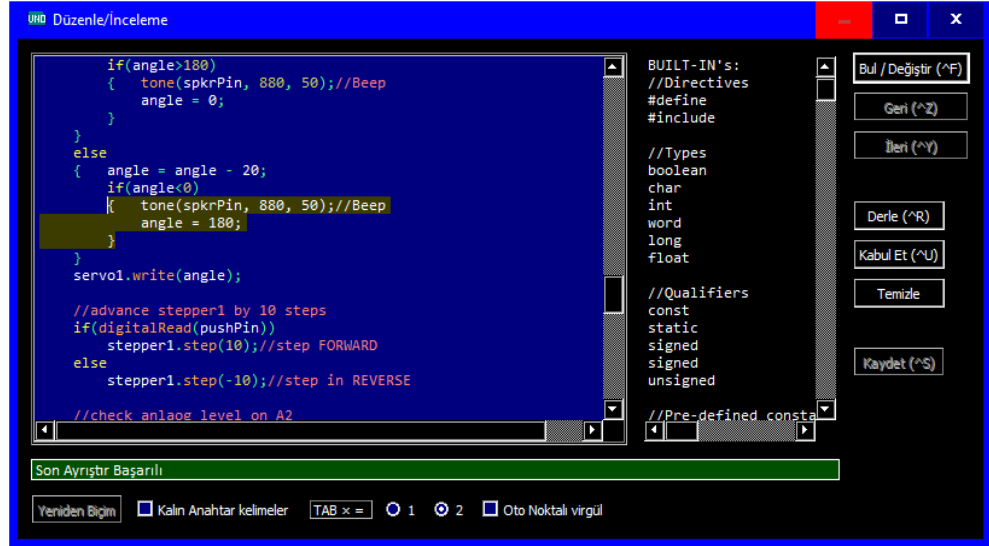 UNO Düzenle/İnceleme
if(angle>180)
{ tone(spkrPin, 880, 50);//Beep
angle = 0;
}
}
else
{ angle = angle - 20;
if(angle<0)
{ tone(spkrPin, 880, 50);//Beep
angle = 180;
}
}
servo1.write(angle);
//advance stepper1 by 10 steps
if(digitalRead(pushPin))
stepper1.step(10);//step FORWARD
else
stepper1.step(-10);//step in REVERSE
//check anlaog level on A2
BUILT-IN's:
//Directives
#define
#include
//Types
boolean
char
int
word
long
float
//Qualifiers
const
static
signed
signed
unsigned
//Pre-defined consta
Bul / Değiştir (^F)
Geri (^Z)
İleri (^Y)
Derle (^R)
Kabul Et (^U)
Temizle
Kaydet (^S)
Son Ayrıştır Başarılı
Yeniden Biçim
Kalın Anahtar kelimeler
TAB × =
1
2
Oto Noktalı virgül